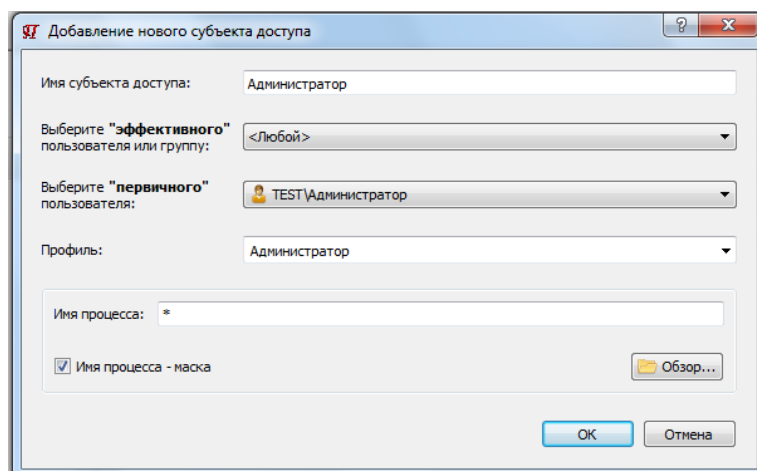 Добавление нового субъекта доступа
Имя субъекта доступа: Администратор
Выберите "эффективного"
пользователя или группу: <Любой>
Выберите "первичного"
пользователя: TEST\Администратор
Профиль: Администратор
Имя процесса: *
Имя процесса - маска Обзор...
ОК Отмена